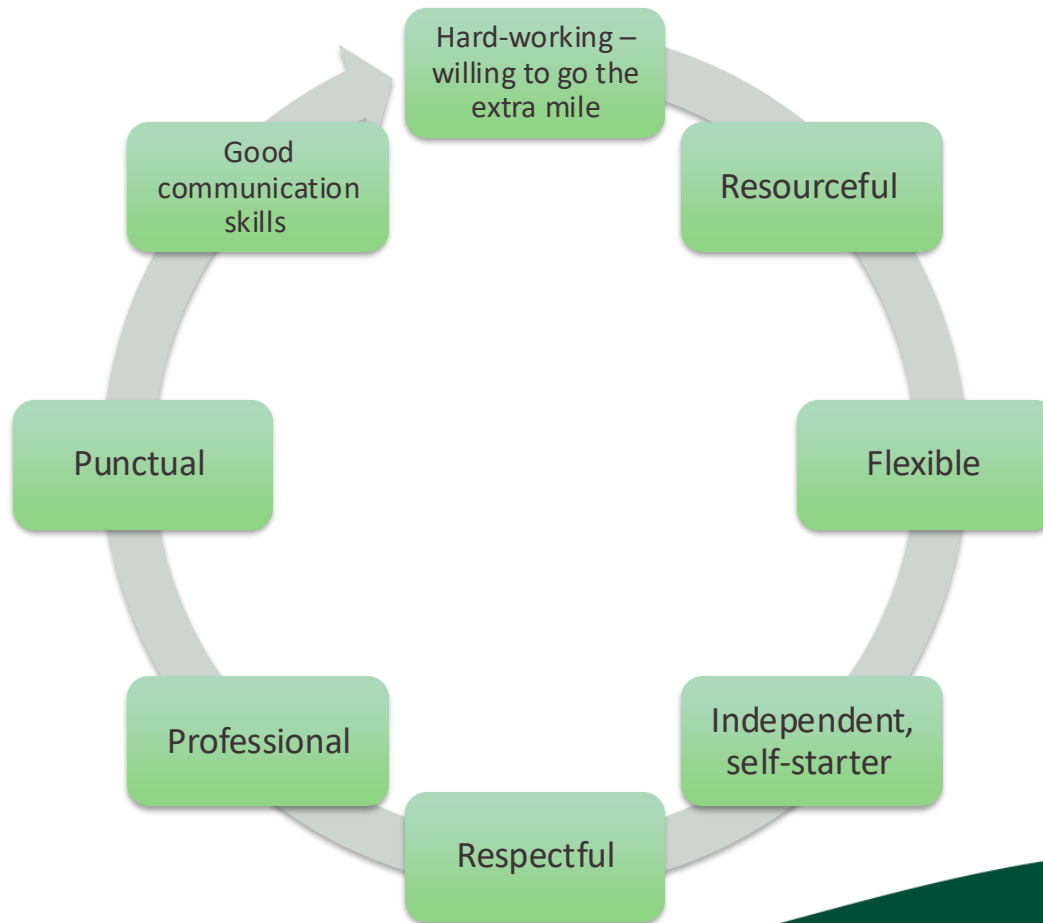 Hard-working –
willing to go the
extra mile
Resourceful
Flexible
Independent,
self-starter
Respectful
Professional
Punctual
Good
communication
skills